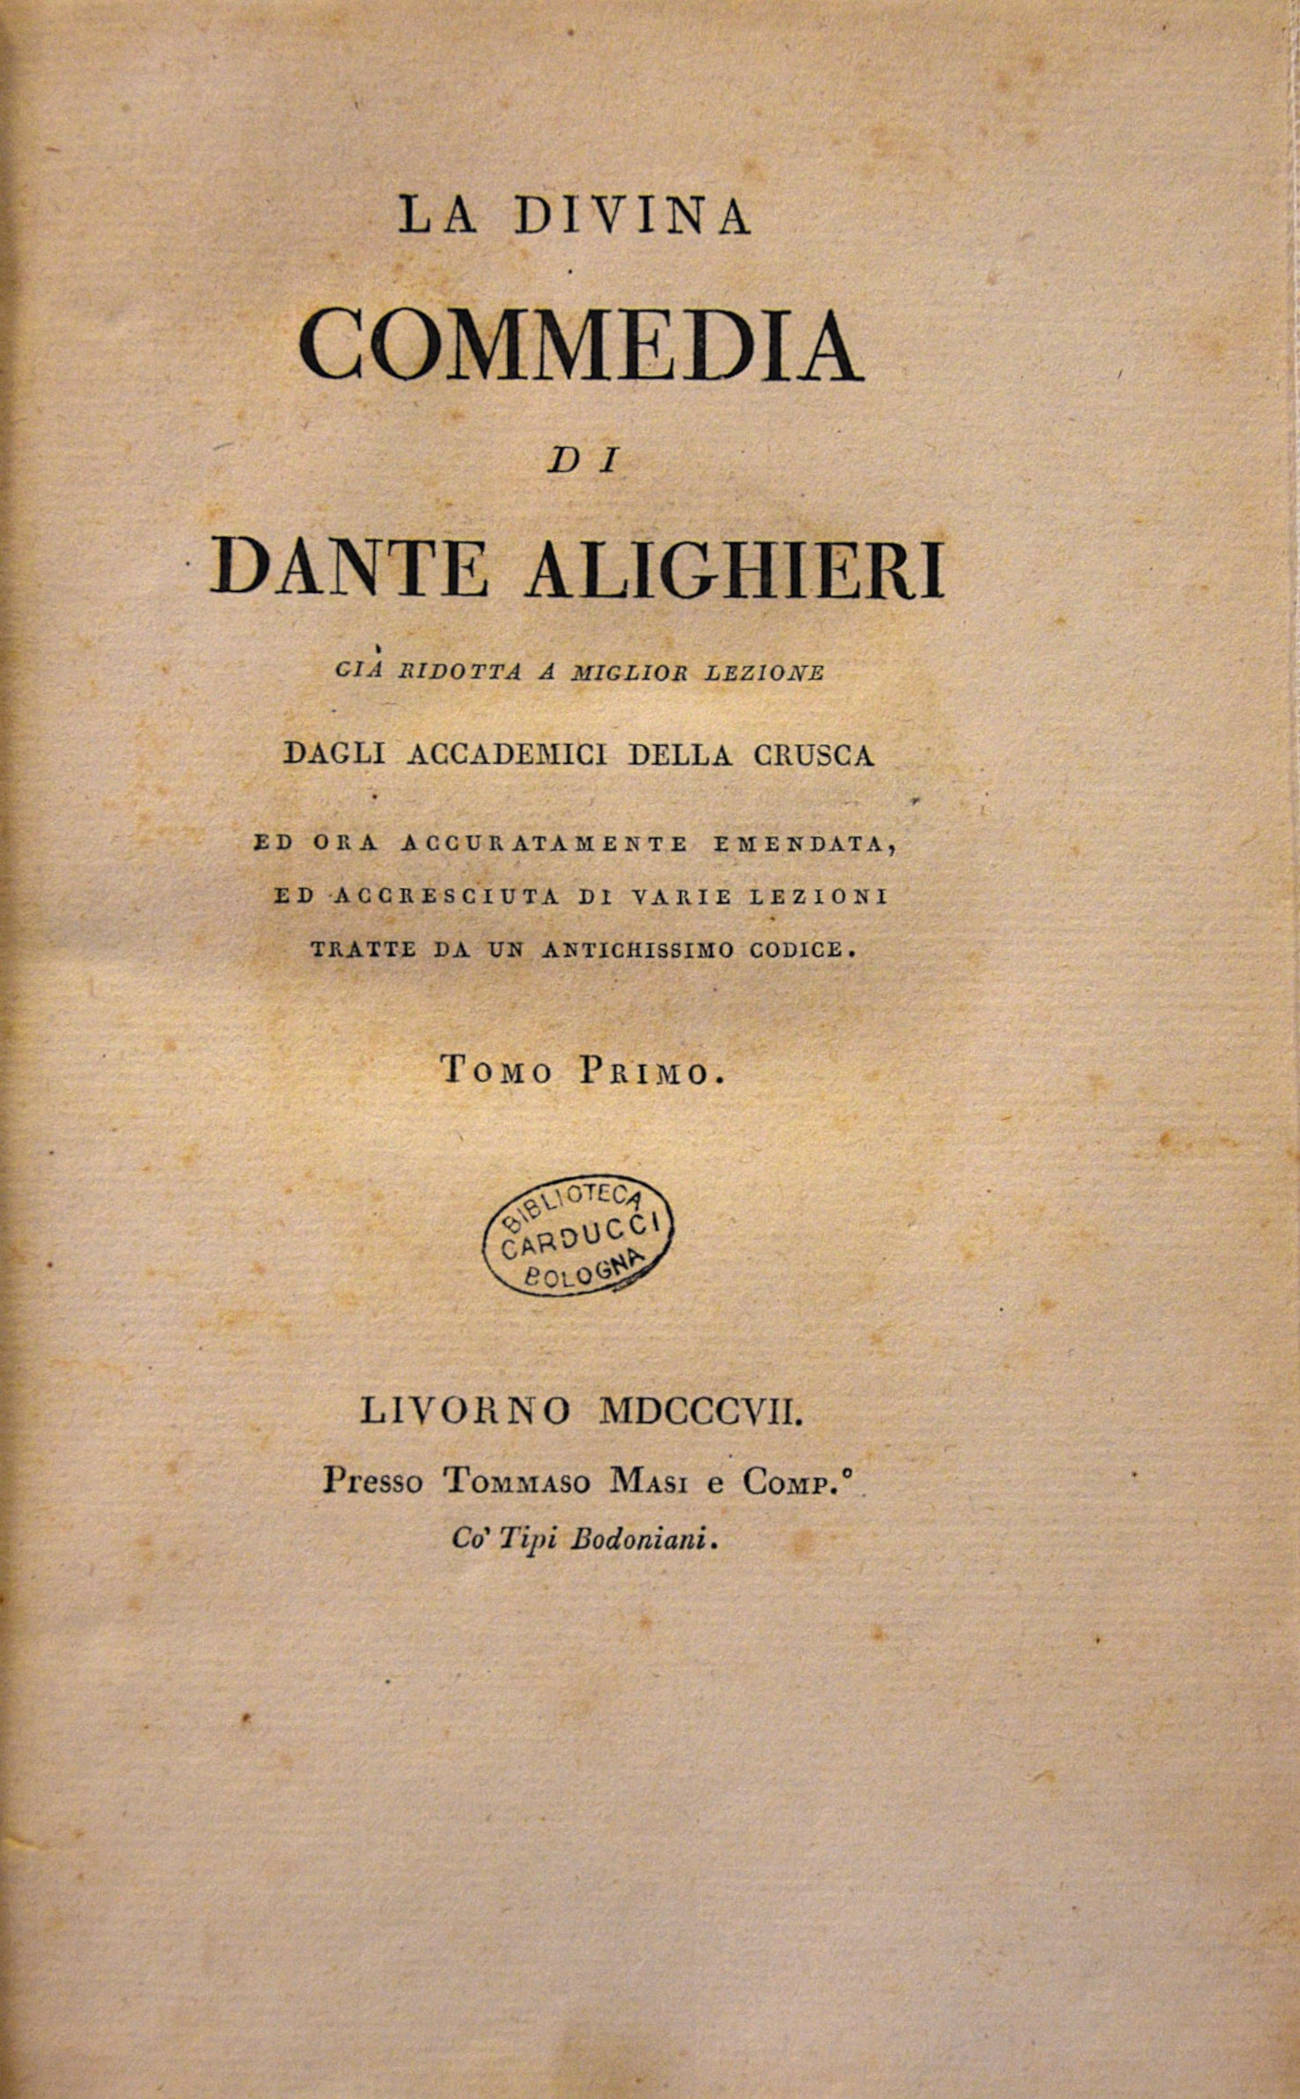 LA DIVINA
COMMEDIA
DI
DANTE ALIGHIERI
GIÀ RIDOTTA A MIGLIOR LEZIONE
DAGLI ACCADEMICI DELLA CRUSCA
ED ORA ACCURATAMENTE EMENDATA,
ED ACCRESCIUTA DI VARIE LEZIONI
TRATTE DA UN ANTICHISSIMO CODICE.
TOMO PRIMO.
BIBLIOTECA
CARDUCCI
BOLOGNA
LIVORNO MDCCCVII.
Presso TOMMASO MASI e COMP.°
Co' Tipi Bodoniani.